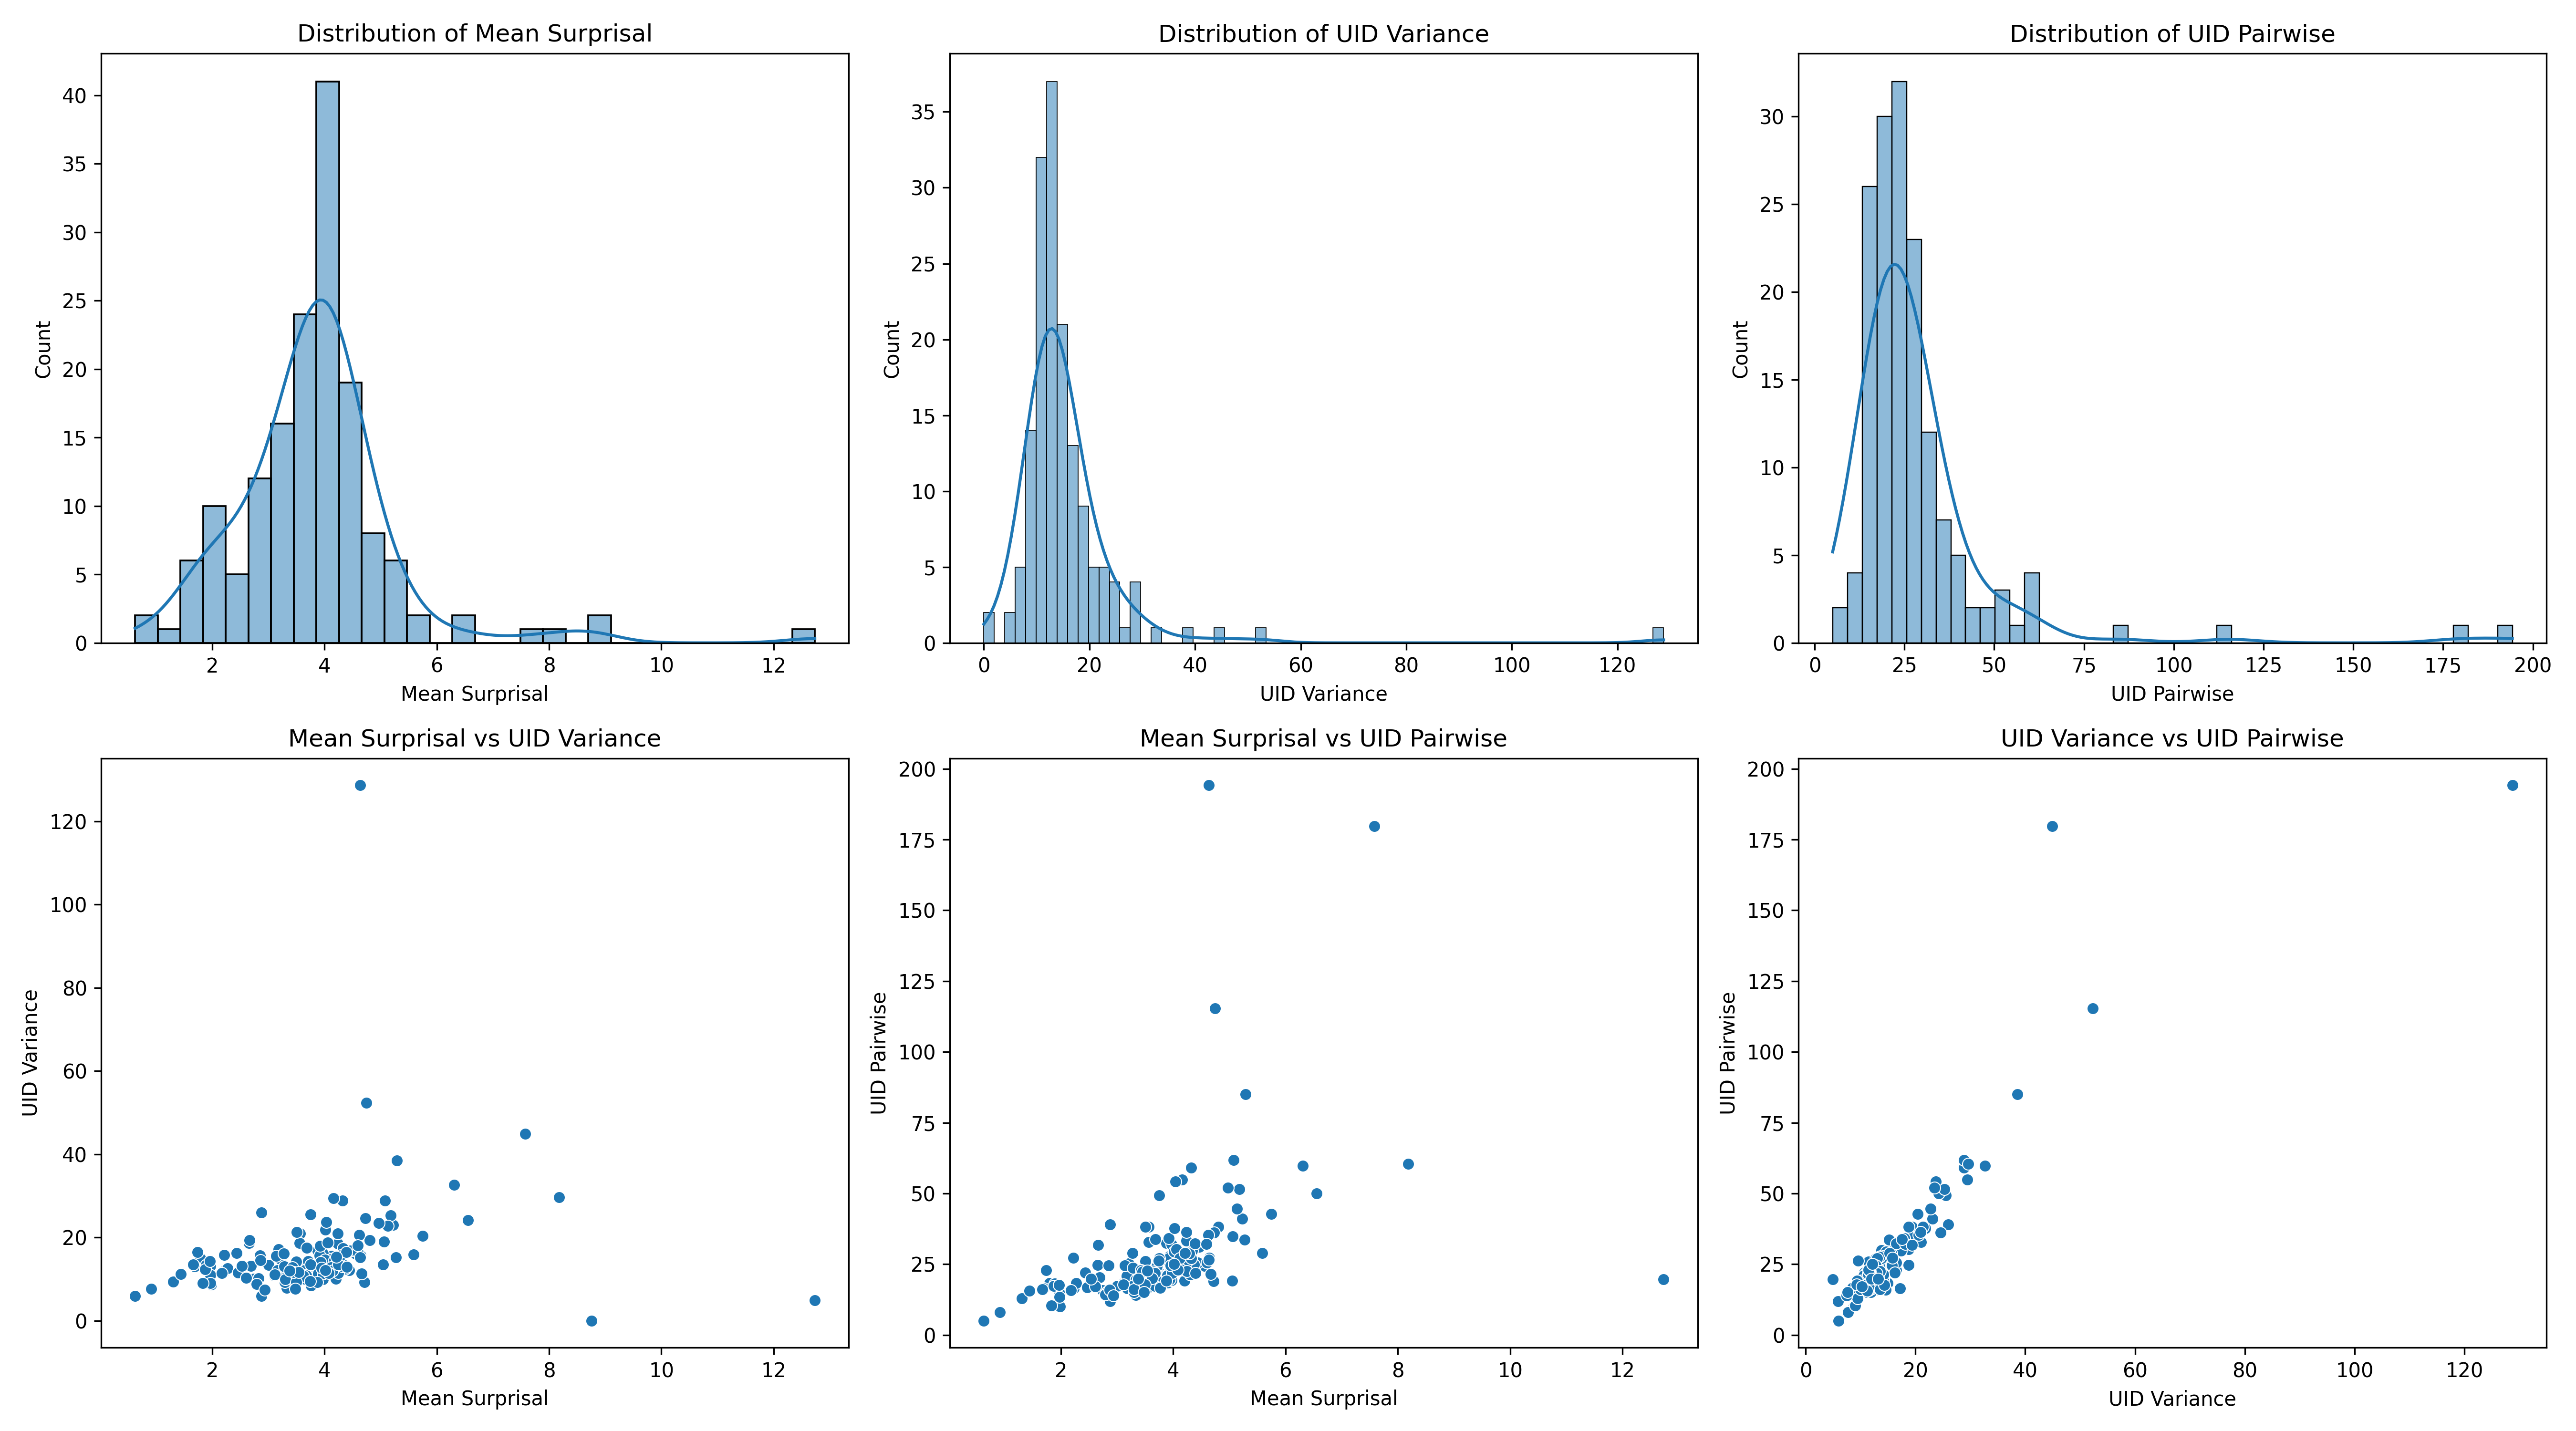 Distribution of Mean Surprisal
40
35
30
25
20
15
10
5
0
Count
2 4 6 8 10 12
Mean Surprisal
Distribution of UID Variance
35
30
25
20
15
10
5
0
Count
0 20 40 60 80 100 120
UID Variance
Distribution of UID Pairwise
30
25
20
15
10
5
0
Count
0 25 50 75 100 125 150 175 200
UID Pairwise
Mean Surprisal vs UID Variance
120
100
80
60
40
20
0
UID Variance
2 4 6 8 10 12
Mean Surprisal
Mean Surprisal vs UID Pairwise
200
175
150
125
100
75
50
25
0
UID Pairwise
2 4 6 8 10 12
Mean Surprisal
UID Variance vs UID Pairwise
200
175
150
125
100
75
50
25
0
UID Pairwise
0 20 40 60 80 100 120
UID Variance